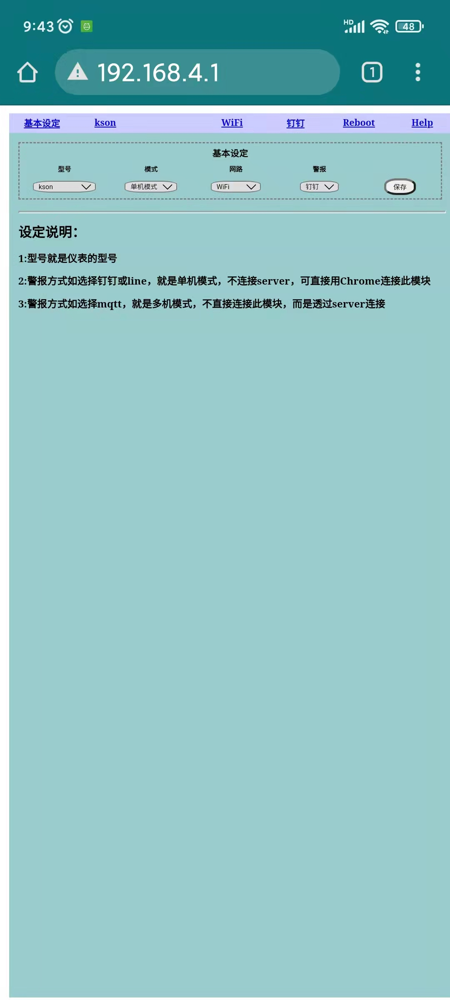 9:43
HD
48
192.168.4.1
1
基本设定 kson WiFi 钉钉 Reboot Help
基本设定
型号 模式 网路 警报
kson 单机模式 WiFi 钉钉 保存
设定说明：
1:型号就是仪表的型号
2:警报方式如选择钉钉或line，就是单机模式，不连接server，可直接用Chrome连接此模块
3:警报方式如选择mqtt，就是多机模式，不直接连接此模块，而是透过server连接